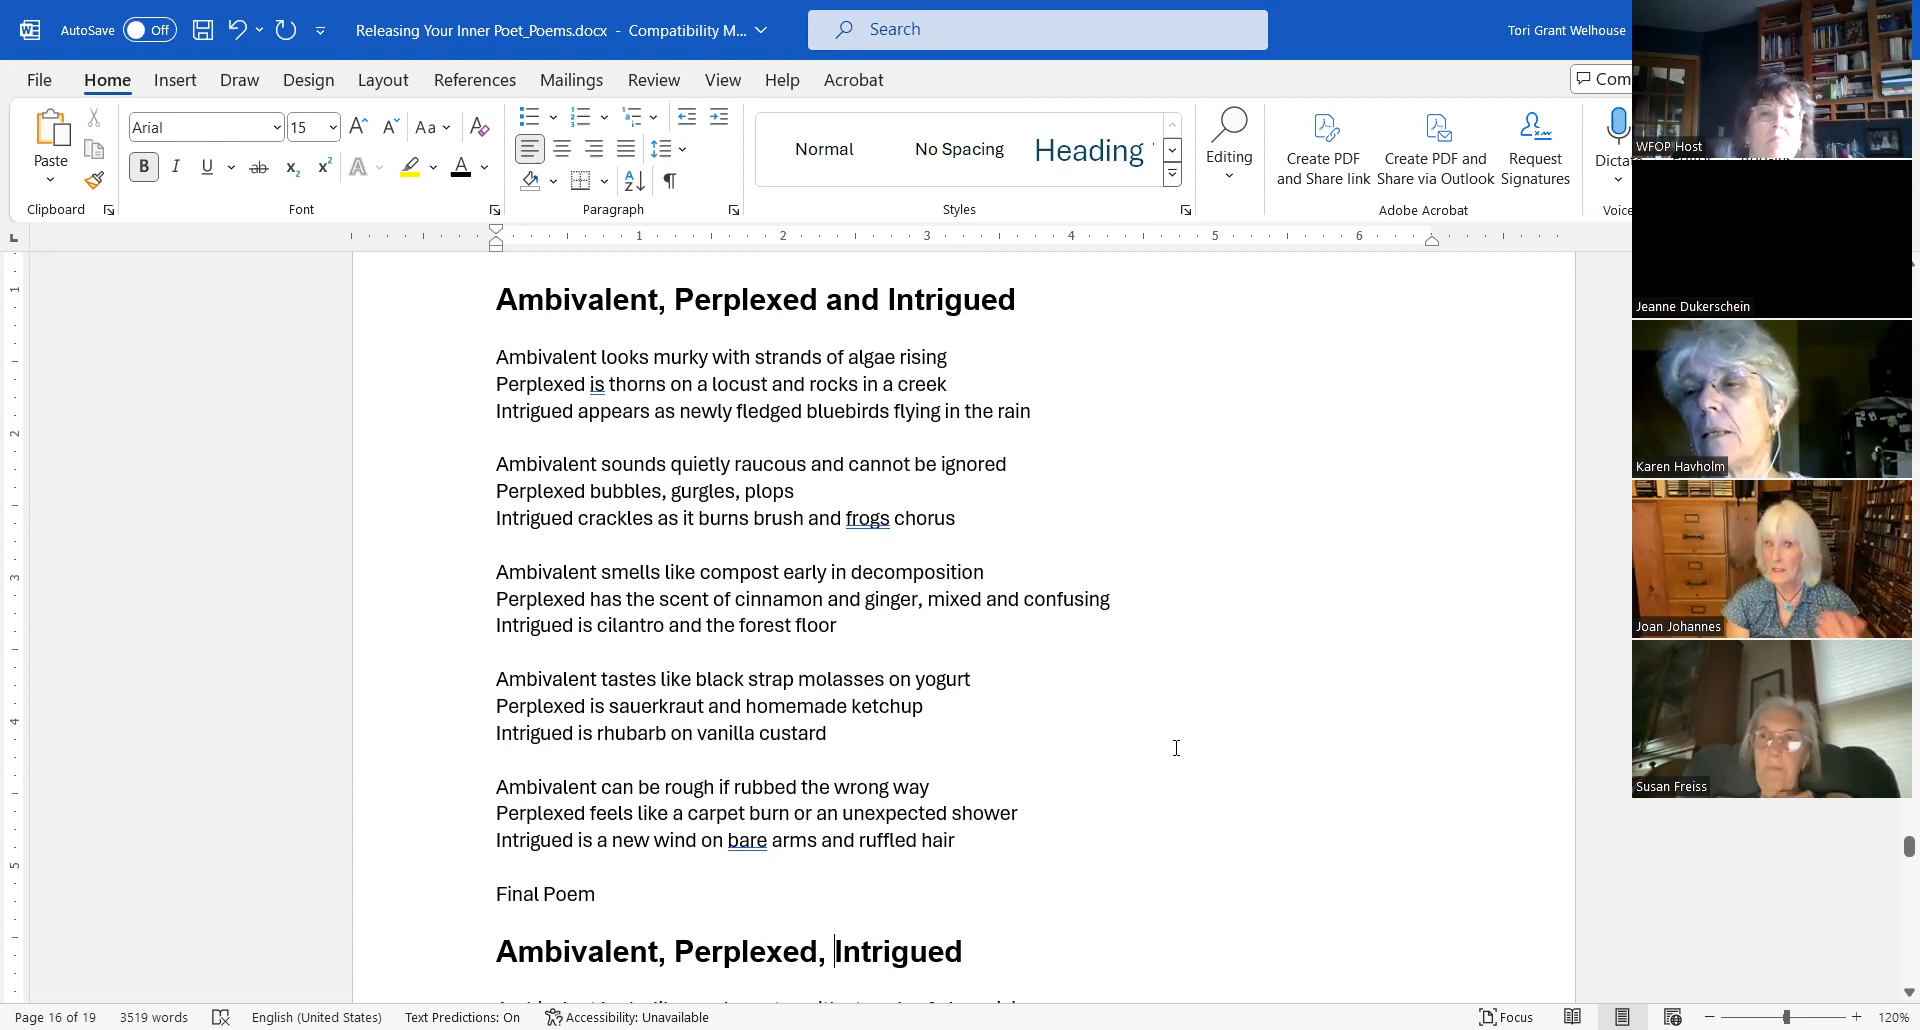 AutoSave Off Releasing Your Inner Poet_Poems.docx - Compatibility M... Search Tori Grant Welhouse
File Home Insert Draw Design Layout References Mailings Review View Help Acrobat Com
Paste
Clipboard
Arial 15
Font
Paragraph
Normal No Spacing Heading
Styles
Editing
Create PDF and Share link
Create PDF and Share via Outlook
Request Signatures
Adobe Acrobat
Dictat
Voice
1 2 3 4 5 6
Ambivalent, Perplexed and Intrigued
Ambivalent looks murky with strands of algae rising
Perplexed is thorns on a locust and rocks in a creek
Intrigued appears as newly fledged bluebirds flying in the rain
Ambivalent sounds quietly raucous and cannot be ignored
Perplexed bubbles, gurgles, plops
Intrigued crackles as it burns brush and frogs chorus
Ambivalent smells like compost early in decomposition
Perplexed has the scent of cinnamon and ginger, mixed and confusing
Intrigued is cilantro and the forest floor
Ambivalent tastes like black strap molasses on yogurt
Perplexed is sauerkraut and homemade ketchup
Intrigued is rhubarb on vanilla custard
Ambivalent can be rough if rubbed the wrong way
Perplexed feels like a carpet burn or an unexpected shower
Intrigued is a new wind on bare arms and ruffled hair
Final Poem
Ambivalent, Perplexed, Intrigued
WFOP Host
Jeanne Dukerschein
Karen Havholm
Joan Johannes
Susan Freiss
Page 16 of 19 3519 words English (United States) Text Predictions: On Accessibility: Unavailable Focus 120%